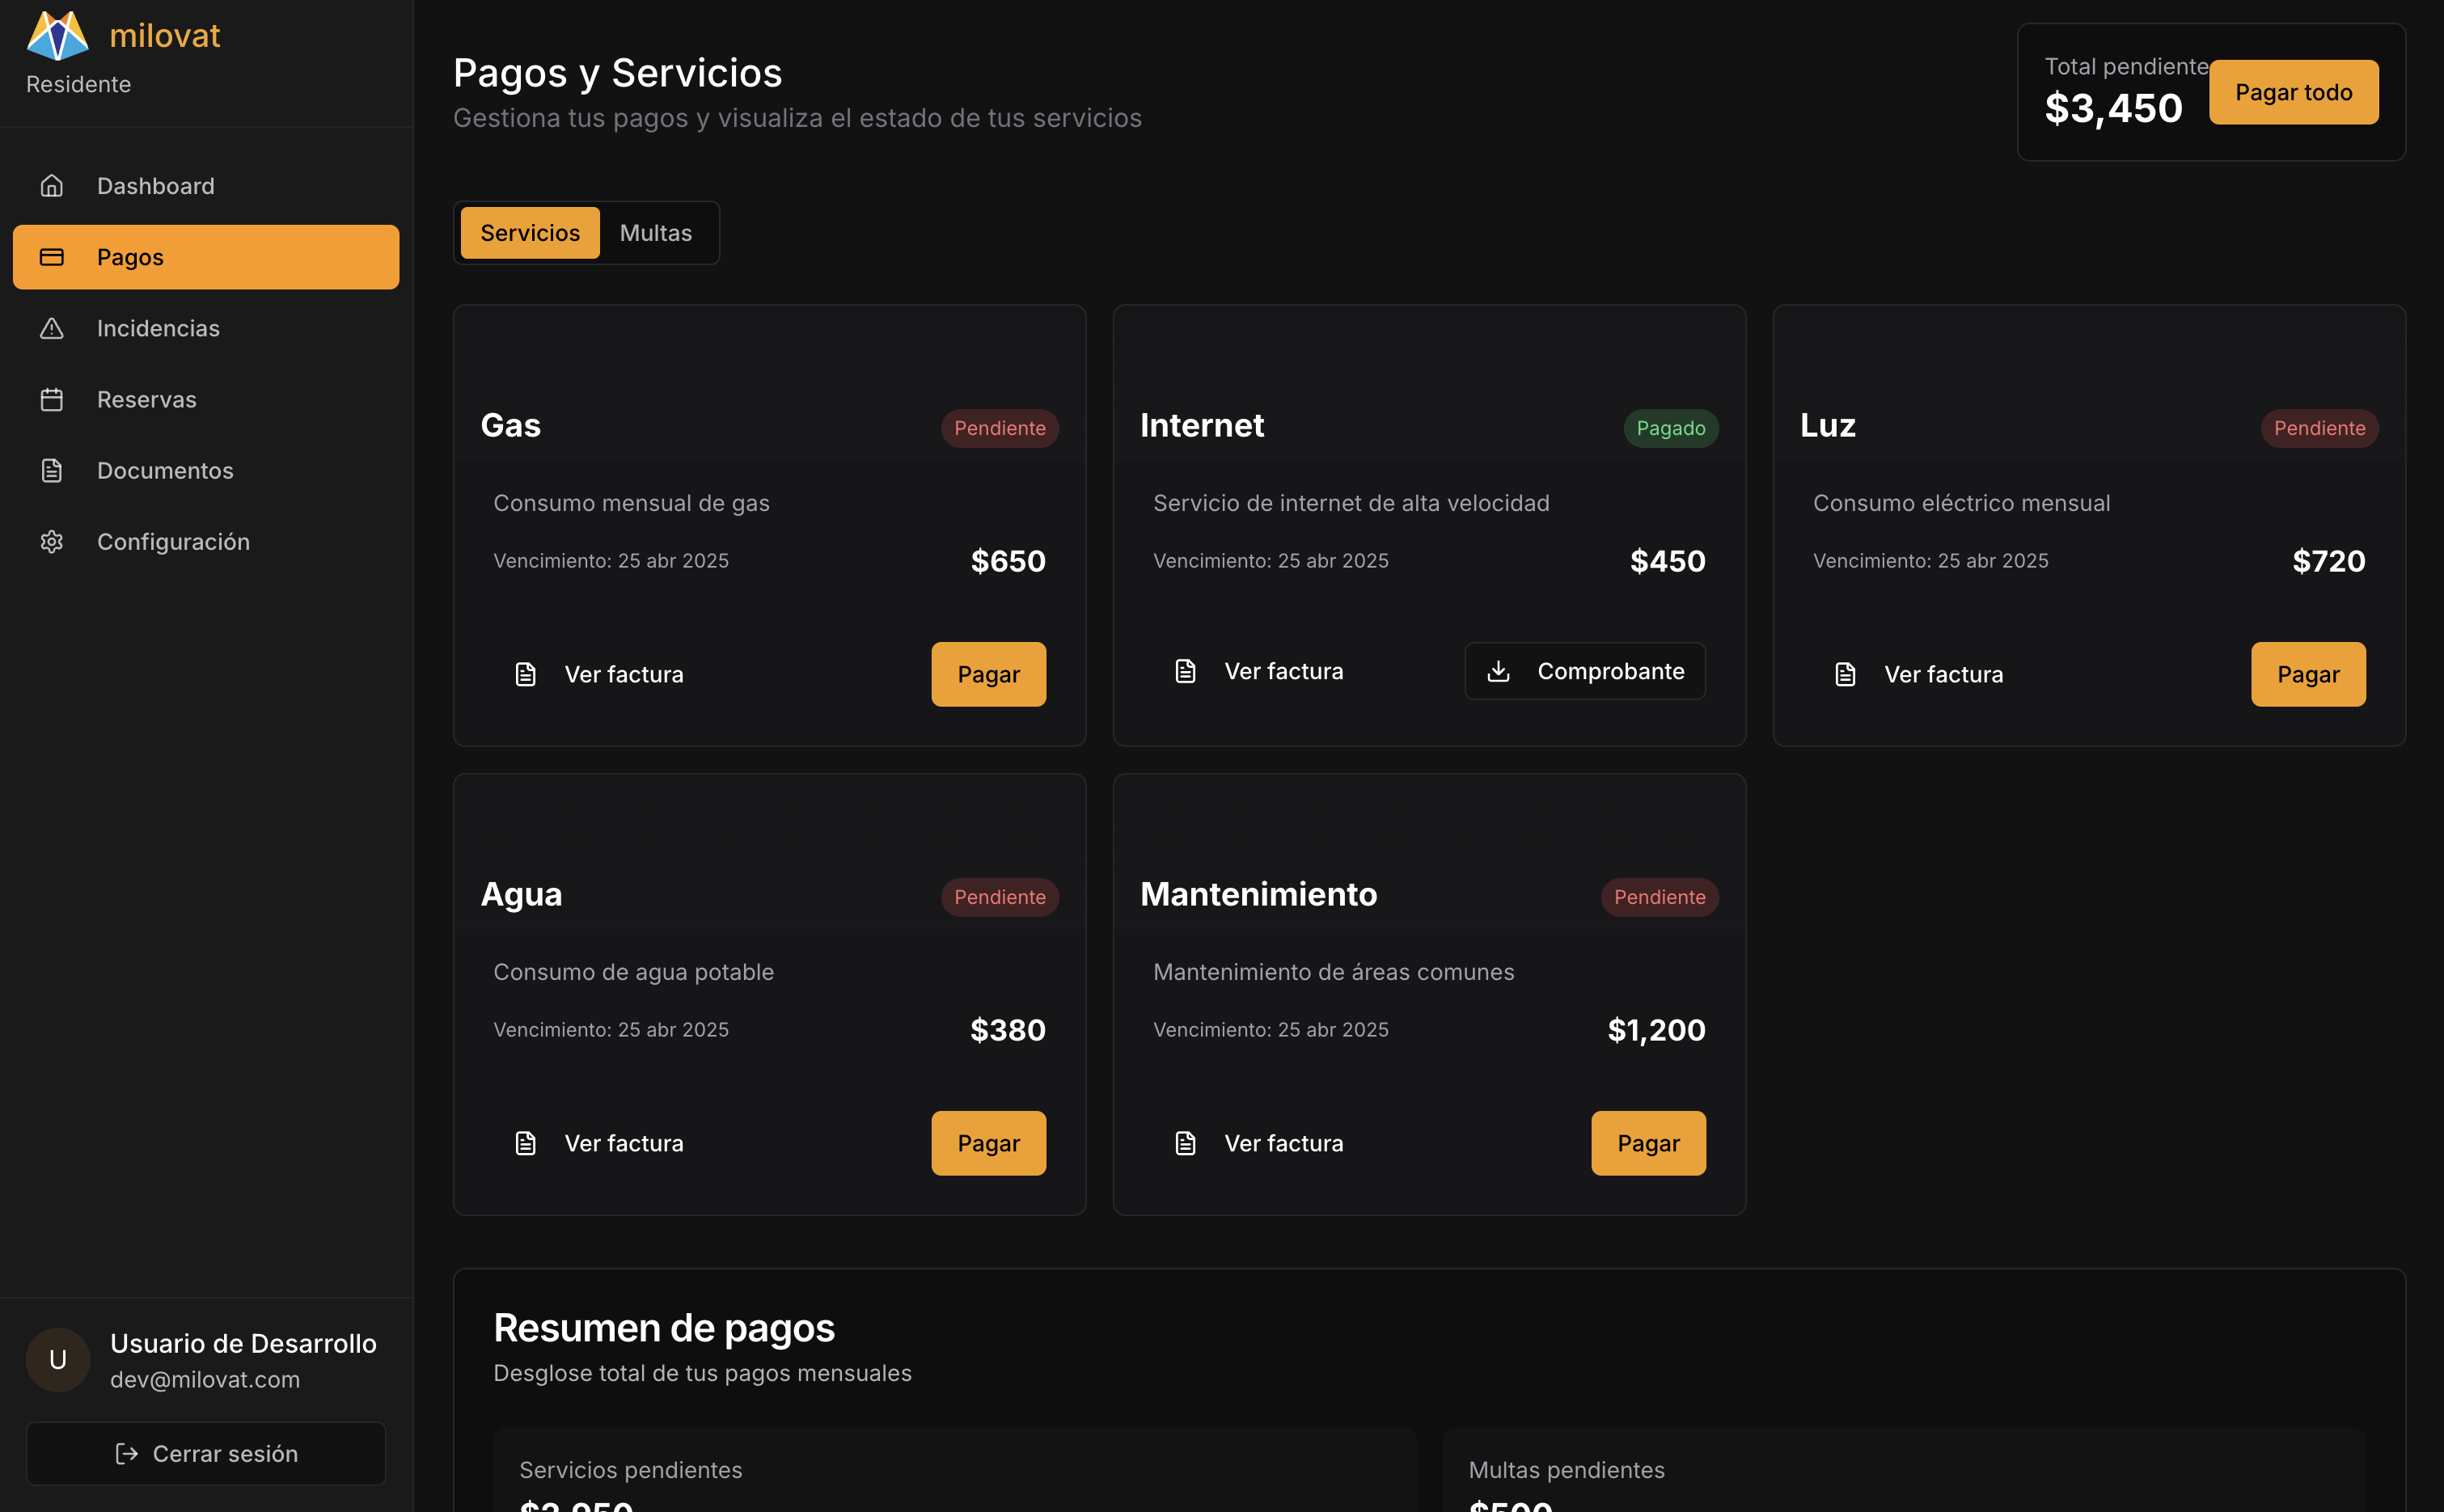 milovat
Residente
Dashboard
Pagos
Incidencias
Reservas
Documentos
Configuración
U
Usuario de Desarrollo
dev@milovat.com
Cerrar sesión
Pagos y Servicios
Gestiona tus pagos y visualiza el estado de tus servicios
Total pendiente
$3,450
Pagar todo
Servicios
Multas
Gas
Pendiente
Consumo mensual de gas
Vencimiento: 25 abr 2025
$650
Ver factura
Pagar
Internet
Pagado
Servicio de internet de alta velocidad
Vencimiento: 25 abr 2025
$450
Ver factura
Comprobante
Luz
Pendiente
Consumo eléctrico mensual
Vencimiento: 25 abr 2025
$720
Ver factura
Pagar
Agua
Pendiente
Consumo de agua potable
Vencimiento: 25 abr 2025
$380
Ver factura
Pagar
Mantenimiento
Pendiente
Mantenimiento de áreas comunes
Vencimiento: 25 abr 2025
$1,200
Ver factura
Pagar
Resumen de pagos
Desglose total de tus pagos mensuales
Servicios pendientes
$2,950
Multas pendientes
$500